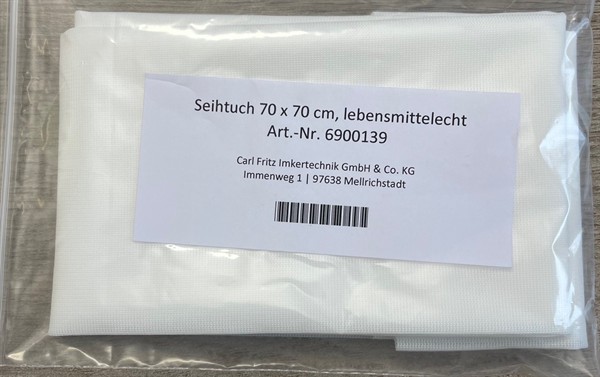 Seihtuch 70 x 70 cm, lebensmittelecht
Art.-Nr. 6900139
Carl Fritz Imkertechnik GmbH & Co. KG
Immenweg 1 | 97638 Mellrichstadt